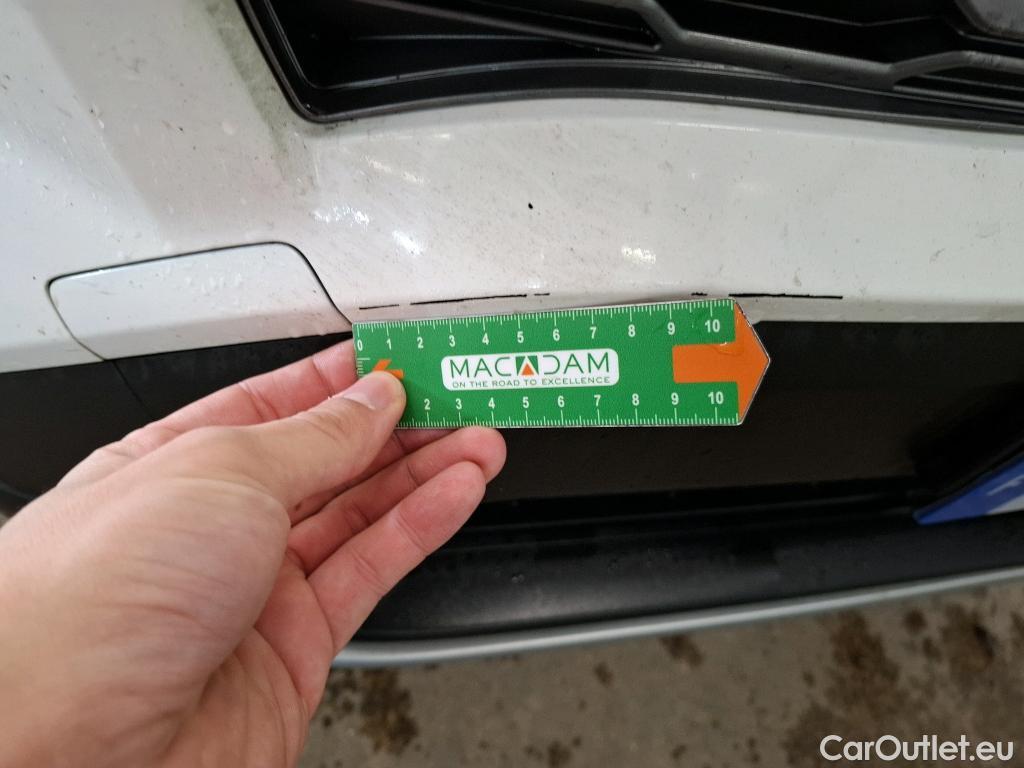 0 1 2 3 4 5 6 7 8 9 10
MACADAM
ON THE ROAD TO EXCELLENCE
2 3 4 5 6 7 8 9 10
CarOutlet.eu